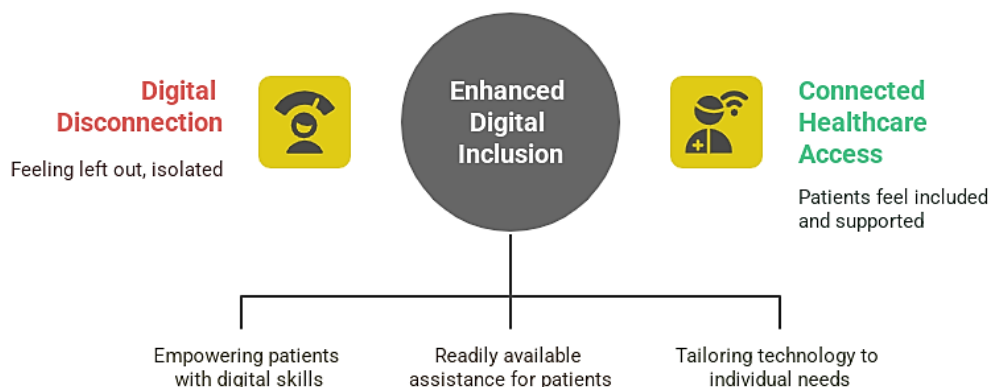 Digital
Disconnection
Feeling left out, isolated
Enhanced
Digital
Inclusion
Connected
Healthcare
Access
Patients feel included
and supported
Empowering patients
with digital skills
Readily available
assistance for patients
Tailoring technology to
individual needs